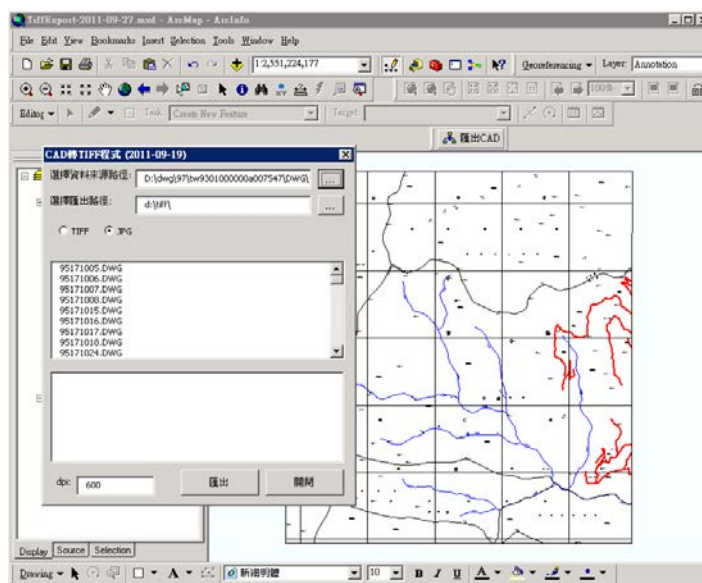 TiffExport-2011-09-27.mxd - ArcMap - ArcInfo
File Edit View Bookmarks Insert Selection Tools Window Help
1:2,551,224,177 Georeferencing Layer: Annotation
100%
Editor Task: Create New Feature Target:
匯出CAD
CAD轉TIFF程式 (2011-09-19)
選擇資料來源路徑: D:\dwg\97\tw9301000000a007547\DWG\ ...
選擇匯出路徑: d:\tiff\ ...
TIFF JPG
95171005.DWG
95171006.DWG
95171007.DWG
95171008.DWG
95171015.DWG
95171016.DWG
95171017.DWG
95171018.DWG
95171024.DWG
dpi: 600 匯出 關閉
Display Source Selection
Drawing A 新細明體 10 B I U A